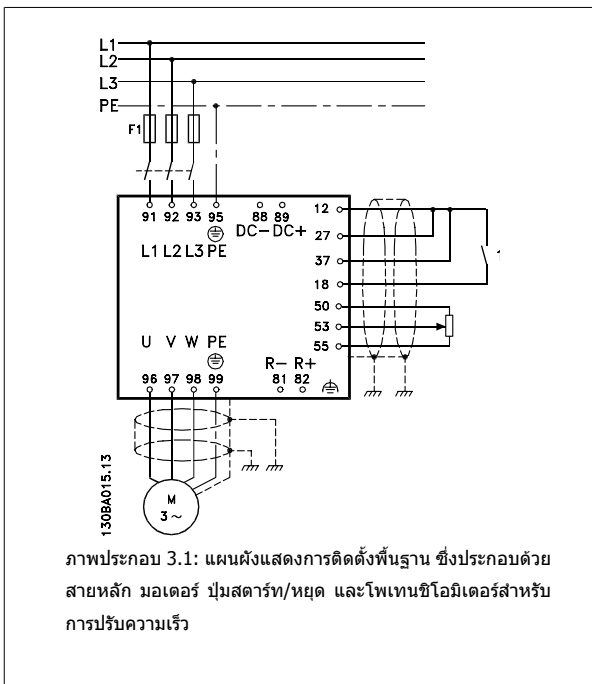 L1
L2
L3
PE
F1
91 92 93 95 88 89 12
DC- DC+
L1 L2 L3 PE
27
37
18
50
53
55
U V W PE
R- R+
96 97 98 99 81 82
M
3 ~
130BA015.13
ภาพประกอบ 3.1: แผนผังแสดงการติดตั้งพื้นฐาน ซึ่งประกอบด้วย
สายหลัก มอเตอร์ ปุ่มสตาร์ท/หยุด และโพเทนชิโอมิเตอร์สำหรับ
การปรับความเร็ว